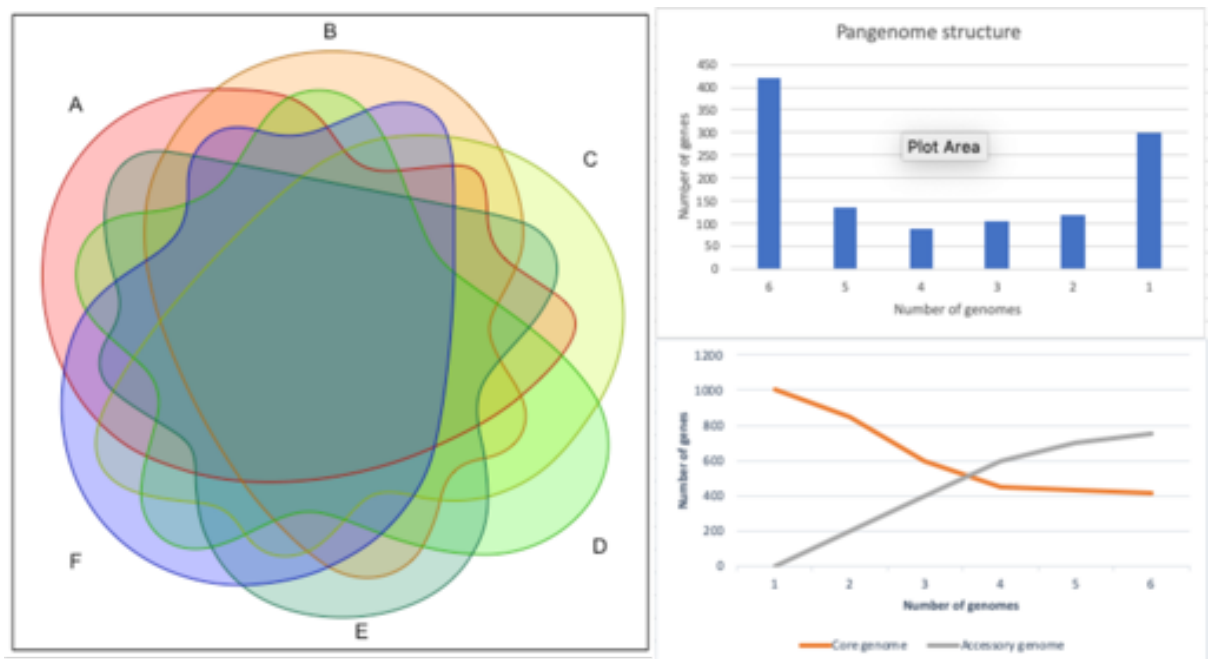 A
B
C
D
E
F
Pangenome structure
Number of genes
450
400
350
300
250
200
150
100
50
0
Plot Area
6 5 4 3 2 1
Number of genomes
Number of genes
1200
1000
800
600
400
200
0
1 2 3 4 5 6
Number of genomes
Core genome Accessory genome